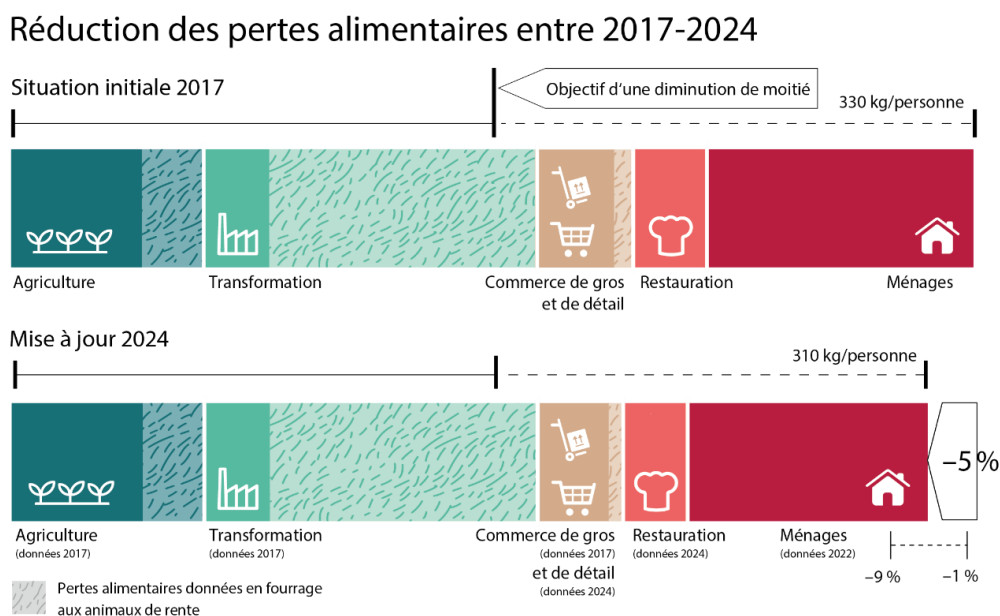 Réduction des pertes alimentaires entre 2017-2024
Situation initiale 2017
Objectif d'une diminution de moitié
330 kg/personne
Agriculture
Transformation
Commerce de gros
et de détail
Restauration
Ménages
Mise à jour 2024
310 kg/personne
–5 %
Agriculture
(données 2017)
Transformation
(données 2017)
Commerce de gros
(données 2017)
et de détail
(données 2024)
Restauration
(données 2024)
Ménages
(données 2022)
–9 %
–1 %
Pertes alimentaires données en fourrage
aux animaux de rente